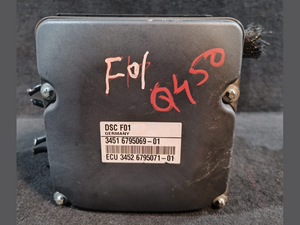 F01
Q450
DSC F01
GERMANY
3451 6795069-01
ECU 3452 6795071-01